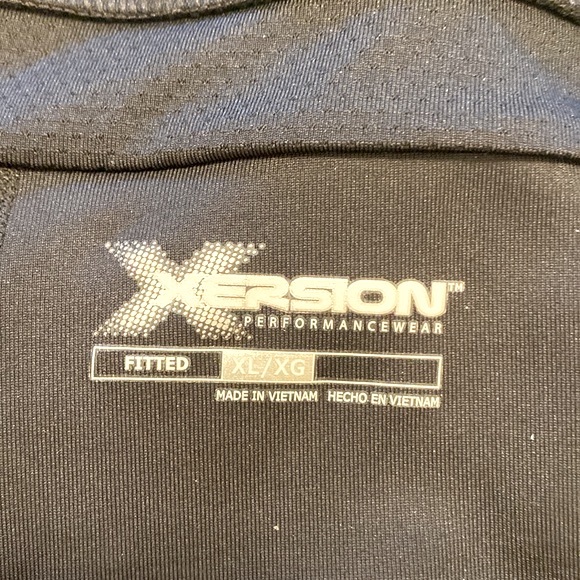 XERSION™
PERFORMANCEWEAR
FITTED XL/XG
MADE IN VIETNAM HECHO EN VIETNAM